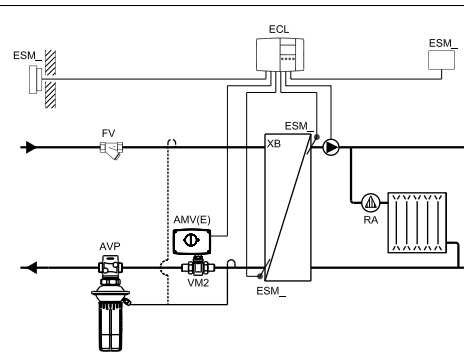 ECL
ESM_
ESM_
FV
ESM_
XB
AMV(E)
RA
AVP
VM2
ESM_